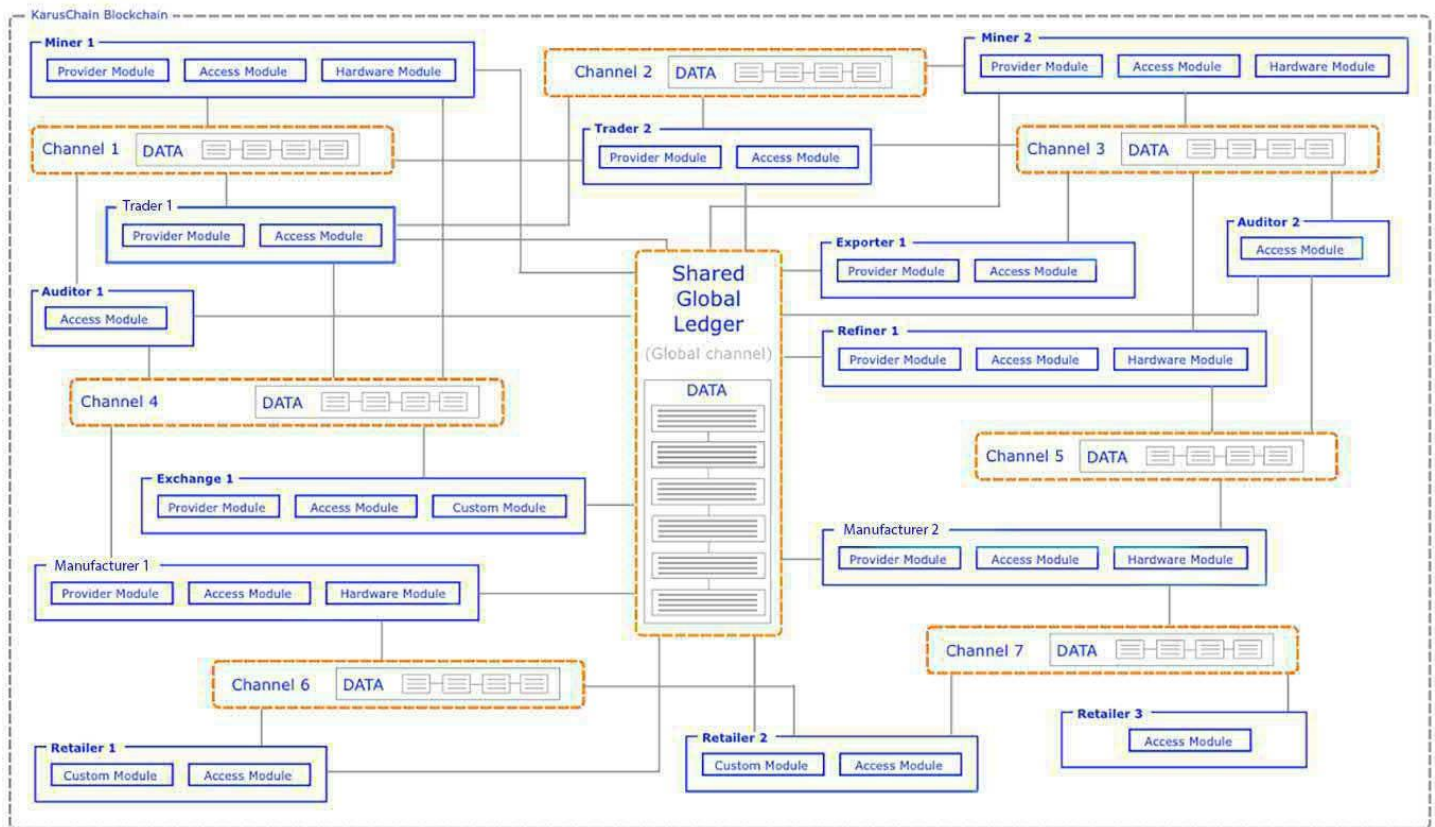 KarusChain Blockchain
Miner 1
Provider Module
Access Module
Hardware Module
Channel 2
DATA
Miner 2
Provider Module
Access Module
Hardware Module
Channel 1
DATA
Trader 2
Provider Module
Access Module
Channel 3
DATA
Trader 1
Provider Module
Access Module
Exporter 1
Provider Module
Access Module
Auditor 2
Access Module
Auditor 1
Access Module
Shared
Global
Ledger
(Global channel)
DATA
Refiner 1
Provider Module
Access Module
Hardware Module
Channel 4
DATA
Channel 5
DATA
Exchange 1
Provider Module
Access Module
Custom Module
Manufacturer 2
Provider Module
Access Module
Hardware Module
Manufacturer 1
Provider Module
Access Module
Hardware Module
Channel 6
DATA
Channel 7
DATA
Retailer 1
Custom Module
Access Module
Retailer 2
Custom Module
Access Module
Retailer 3
Access Module